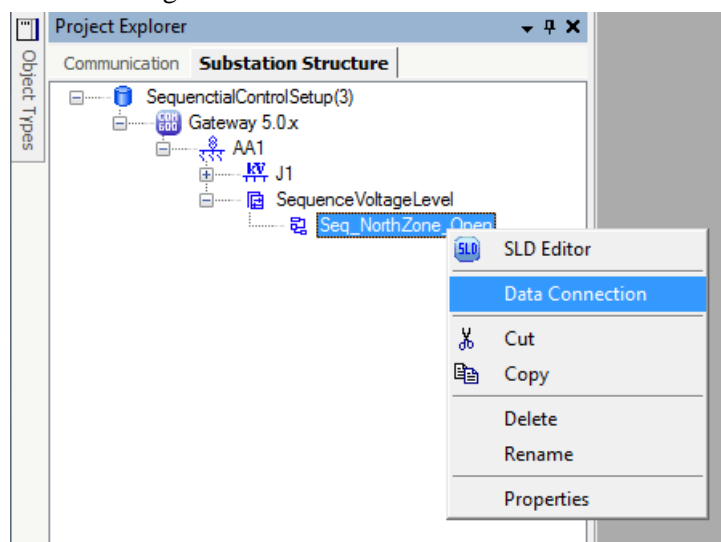 Project Explorer
Object Types
Communication Substation Structure
SequenctialControlSetup(3)
Gateway 5.0.x
AA1
J1
SequenceVoltageLevel
Seq_NorthZone_Open
SLD Editor
Data Connection
Cut
Copy
Delete
Rename
Properties